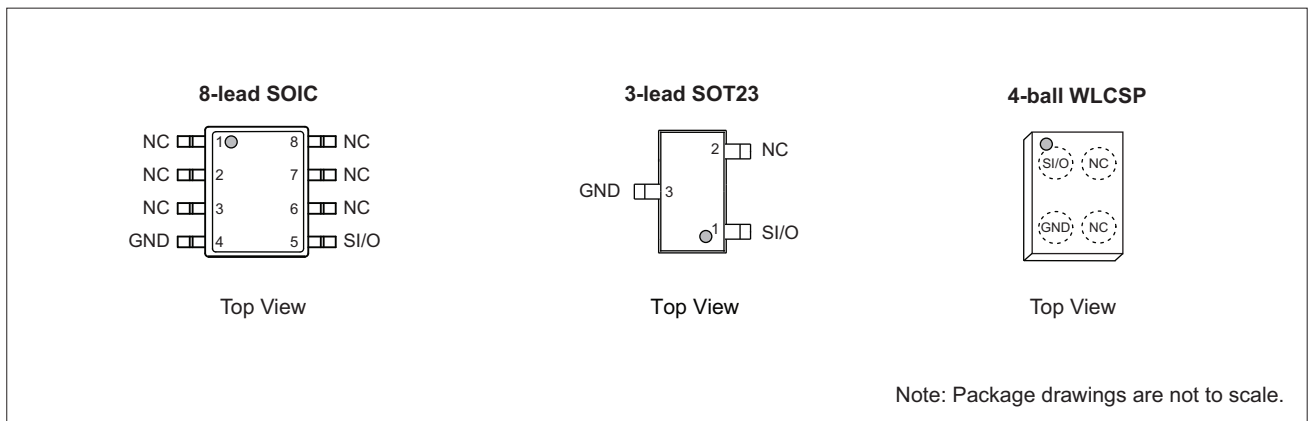 8-lead SOIC
NC 1 8 NC
NC 2 7 NC
NC 3 6 NC
GND 4 5 SI/O
Top View
3-lead SOT23
2 NC
GND 3
1 SI/O
Top View
4-ball WLCSP
SI/O NC
GND NC
Top View
Note: Package drawings are not to scale.